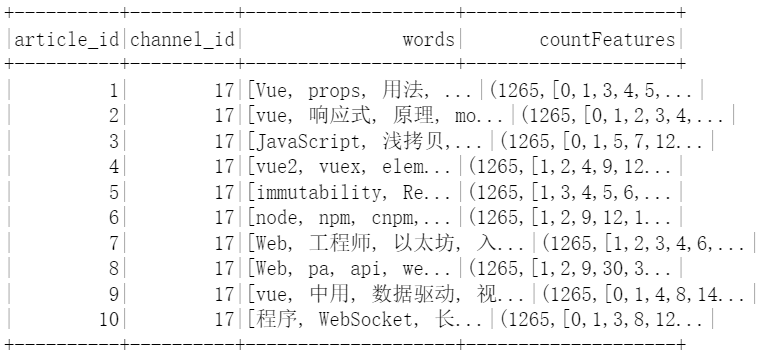 +----------+----------+--------------------+--------------------+
|article_id|channel_id|               words|       countFeatures|
+----------+----------+--------------------+--------------------+
|         1|        17|[Vue, props, 用法, ...|(1265,[0,1,3,4,5,...|
|         2|        17|[vue, 响应式, 原理, mo...|(1265,[0,1,2,3,4,...|
|         3|        17|[JavaScript, 浅拷贝,...|(1265,[0,1,5,7,12...|
|         4|        17|[vue2, vuex, elem...|(1265,[1,2,4,9,12...|
|         5|        17|[immutability, Re...|(1265,[1,3,4,5,6,...|
|         6|        17|[node, npm, cnpm,...|(1265,[1,2,9,12,1...|
|         7|        17|[Web, 工程师, 以太坊, 入...|(1265,[1,2,3,4,6,...|
|         8|        17|[Web, pa, api, we...|(1265,[1,2,9,30,3...|
|         9|        17|[vue, 中用, 数据驱动, 视...|(1265,[0,1,4,8,14...|
|        10|        17|[程序, WebSocket, 长...|(1265,[0,1,3,8,12...|
+----------+----------+--------------------+--------------------+